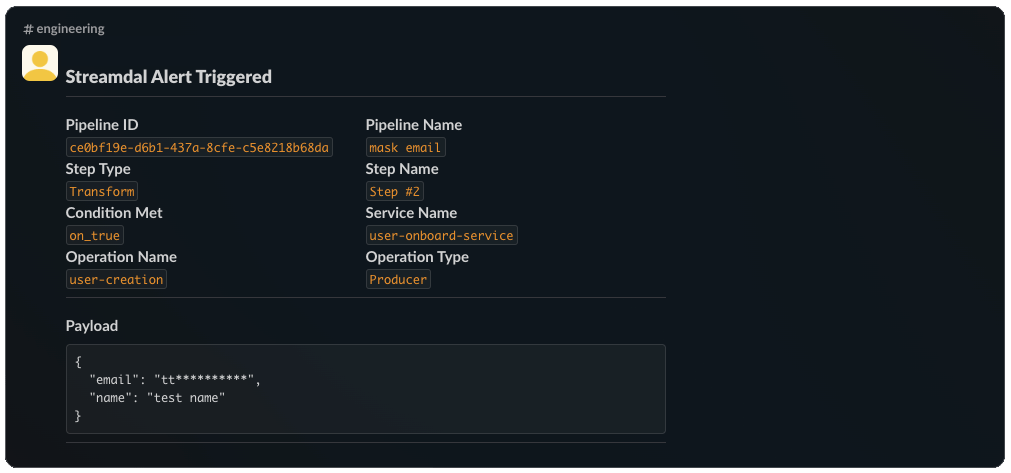 # engineering
Streamdal Alert Triggered
Pipeline ID Pipeline Name
ce0bf19e-d6b1-437a-8cfe-c5e8218b68da mask email
Step Type Step Name
Transform Step #2
Condition Met Service Name
on_true user-onboard-service
Operation Name Operation Type
user-creation Producer
Payload
{
"email": "tt**********",
"name": "test name"
}